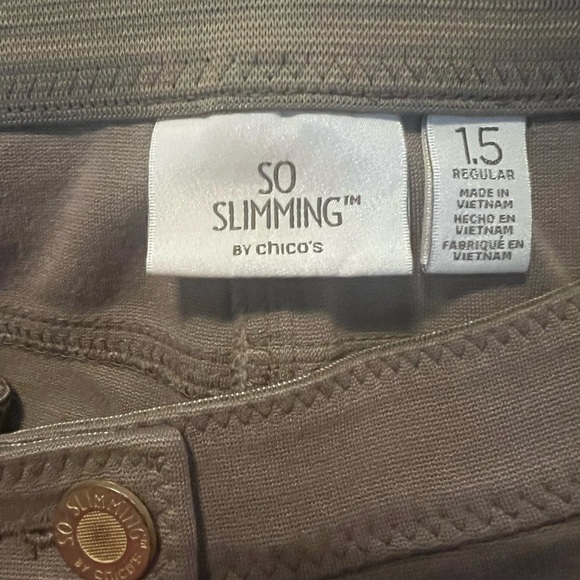 SO
SLIMMING™
BY chico's
1.5
REGULAR
MADE IN
VIETNAM
HECHO EN
VIETNAM
FABRIQUÉ EN
VIETNAM
SO SLIMMING™
BY CHICO'S